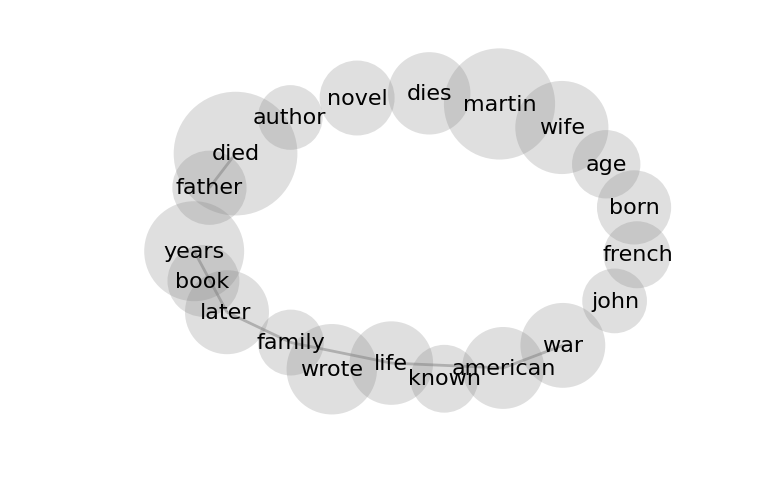 dies
novel
martin
author
wife
died
age
father
born
years
french
book
john
later
family
war
life
wrote
american
known